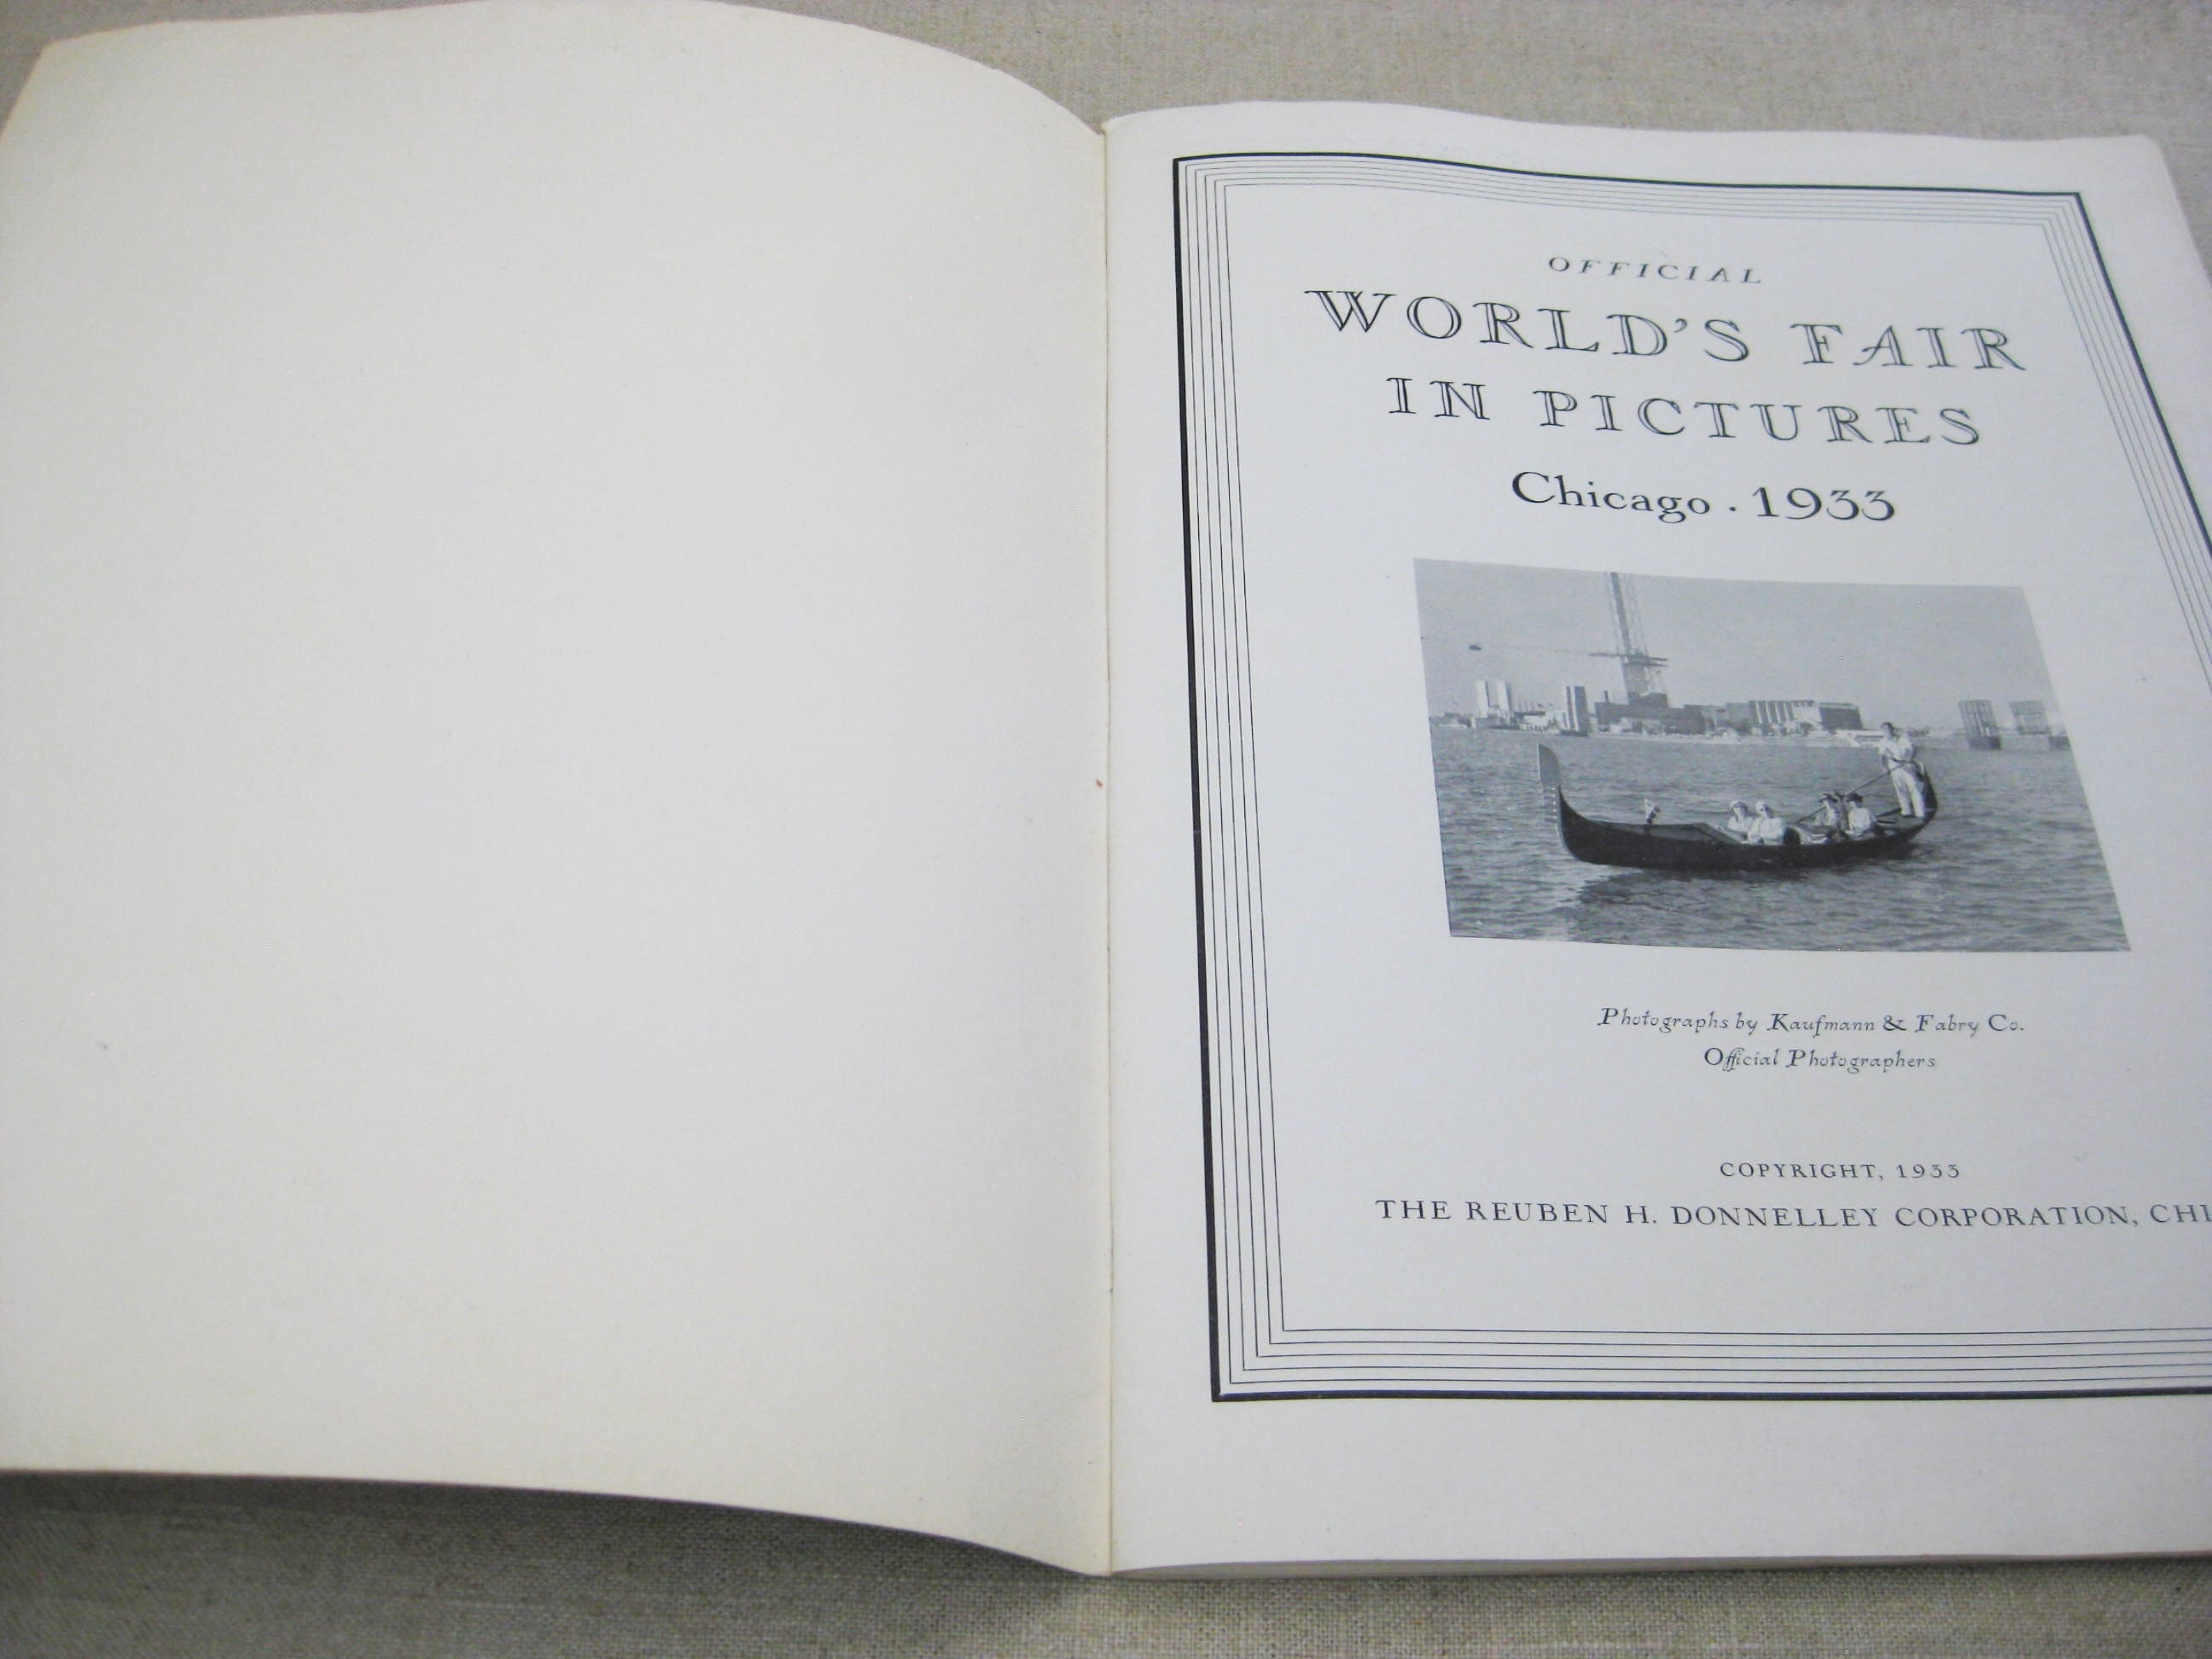 OFFICIAL
WORLD'S FAIR
IN PICTURES
Chicago . 1933
Photographs by Kaufmann & Fabry Co.
Official Photographers
COPYRIGHT, 1933
THE REUBEN H. DONNELLEY CORPORATION, CHI